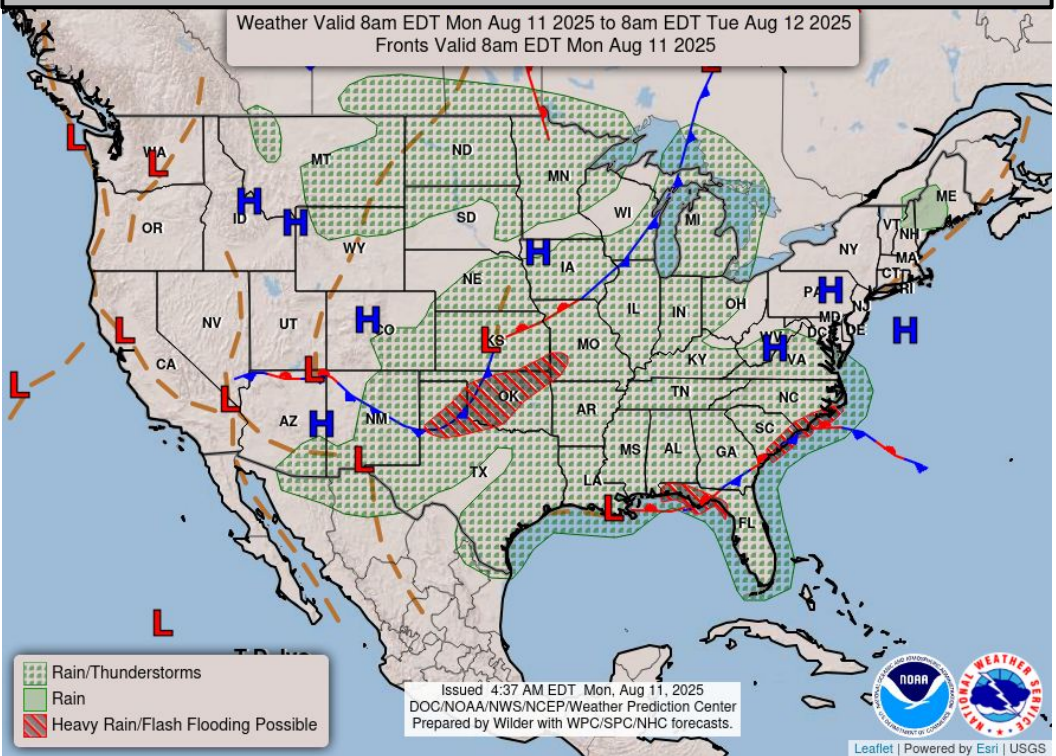 Weather Valid 8am EDT Mon Aug 11 2025 to 8am EDT Tue Aug 12 2025
Fronts Valid 8am EDT Mon Aug 11 2025
L
L
WA
L
MT
ND
MN
ME
VT
NH
OR
ID
H
H
WY
SD
WI
MI
NY
MA
CT
RI
H
IA
NE
PA
H
NJ
OH
IL
IN
MD
DE
DC
WV
H
H
VA
NV
UT
H
CO
L
KS
MO
KY
L
CA
L
L
L
AZ
H
NM
OK
AR
TN
NC
SC
L
TX
MS
AL
GA
LA
L
FL
L
Rain/Thunderstorms
Rain
Heavy Rain/Flash Flooding Possible
Issued 4:37 AM EDT Mon, Aug 11, 2025
DOC/NOAA/NWS/NCEP/Weather Prediction Center
Prepared by Wilder with WPC/SPC/NHC forecasts.
NOAA
NATIONAL WEATHER SERVICE
Leaflet | Powered by Esri | USGS